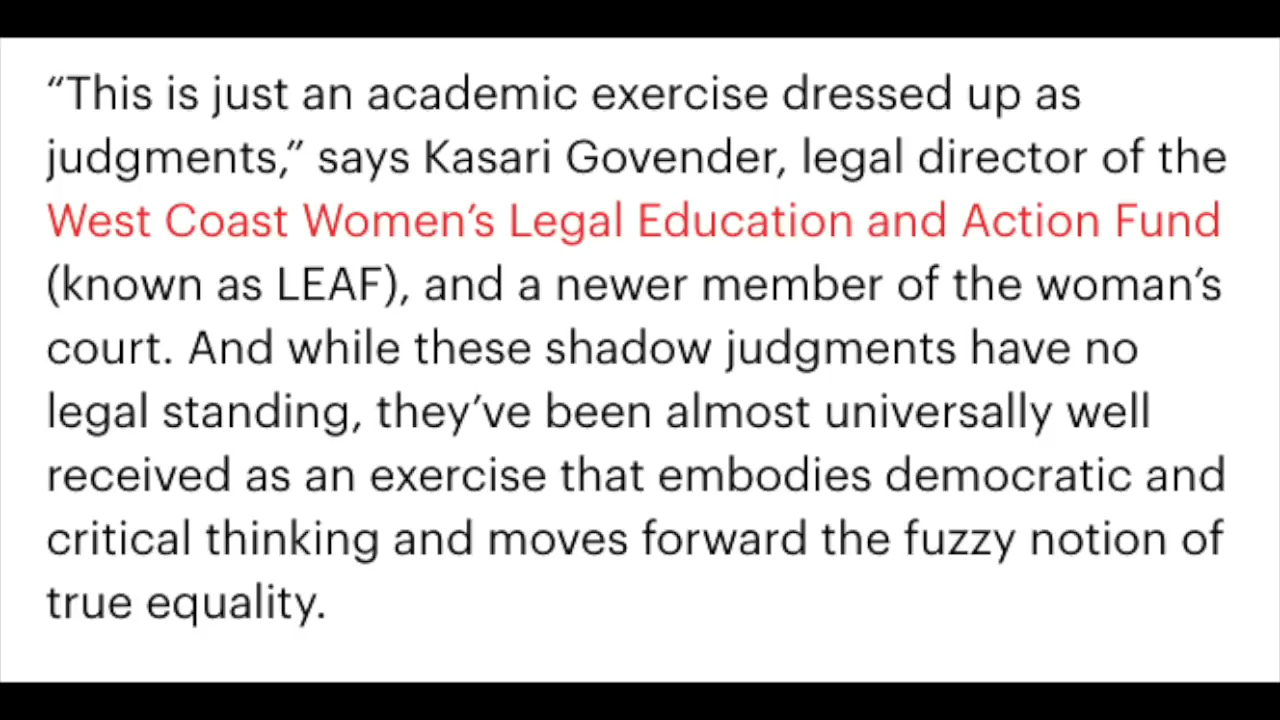 “This is just an academic exercise dressed up as
judgments,” says Kasari Govender, legal director of the
West Coast Women’s Legal Education and Action Fund
(known as LEAF), and a newer member of the woman’s
court. And while these shadow judgments have no
legal standing, they’ve been almost universally well
received as an exercise that embodies democratic and
critical thinking and moves forward the fuzzy notion of
true equality.